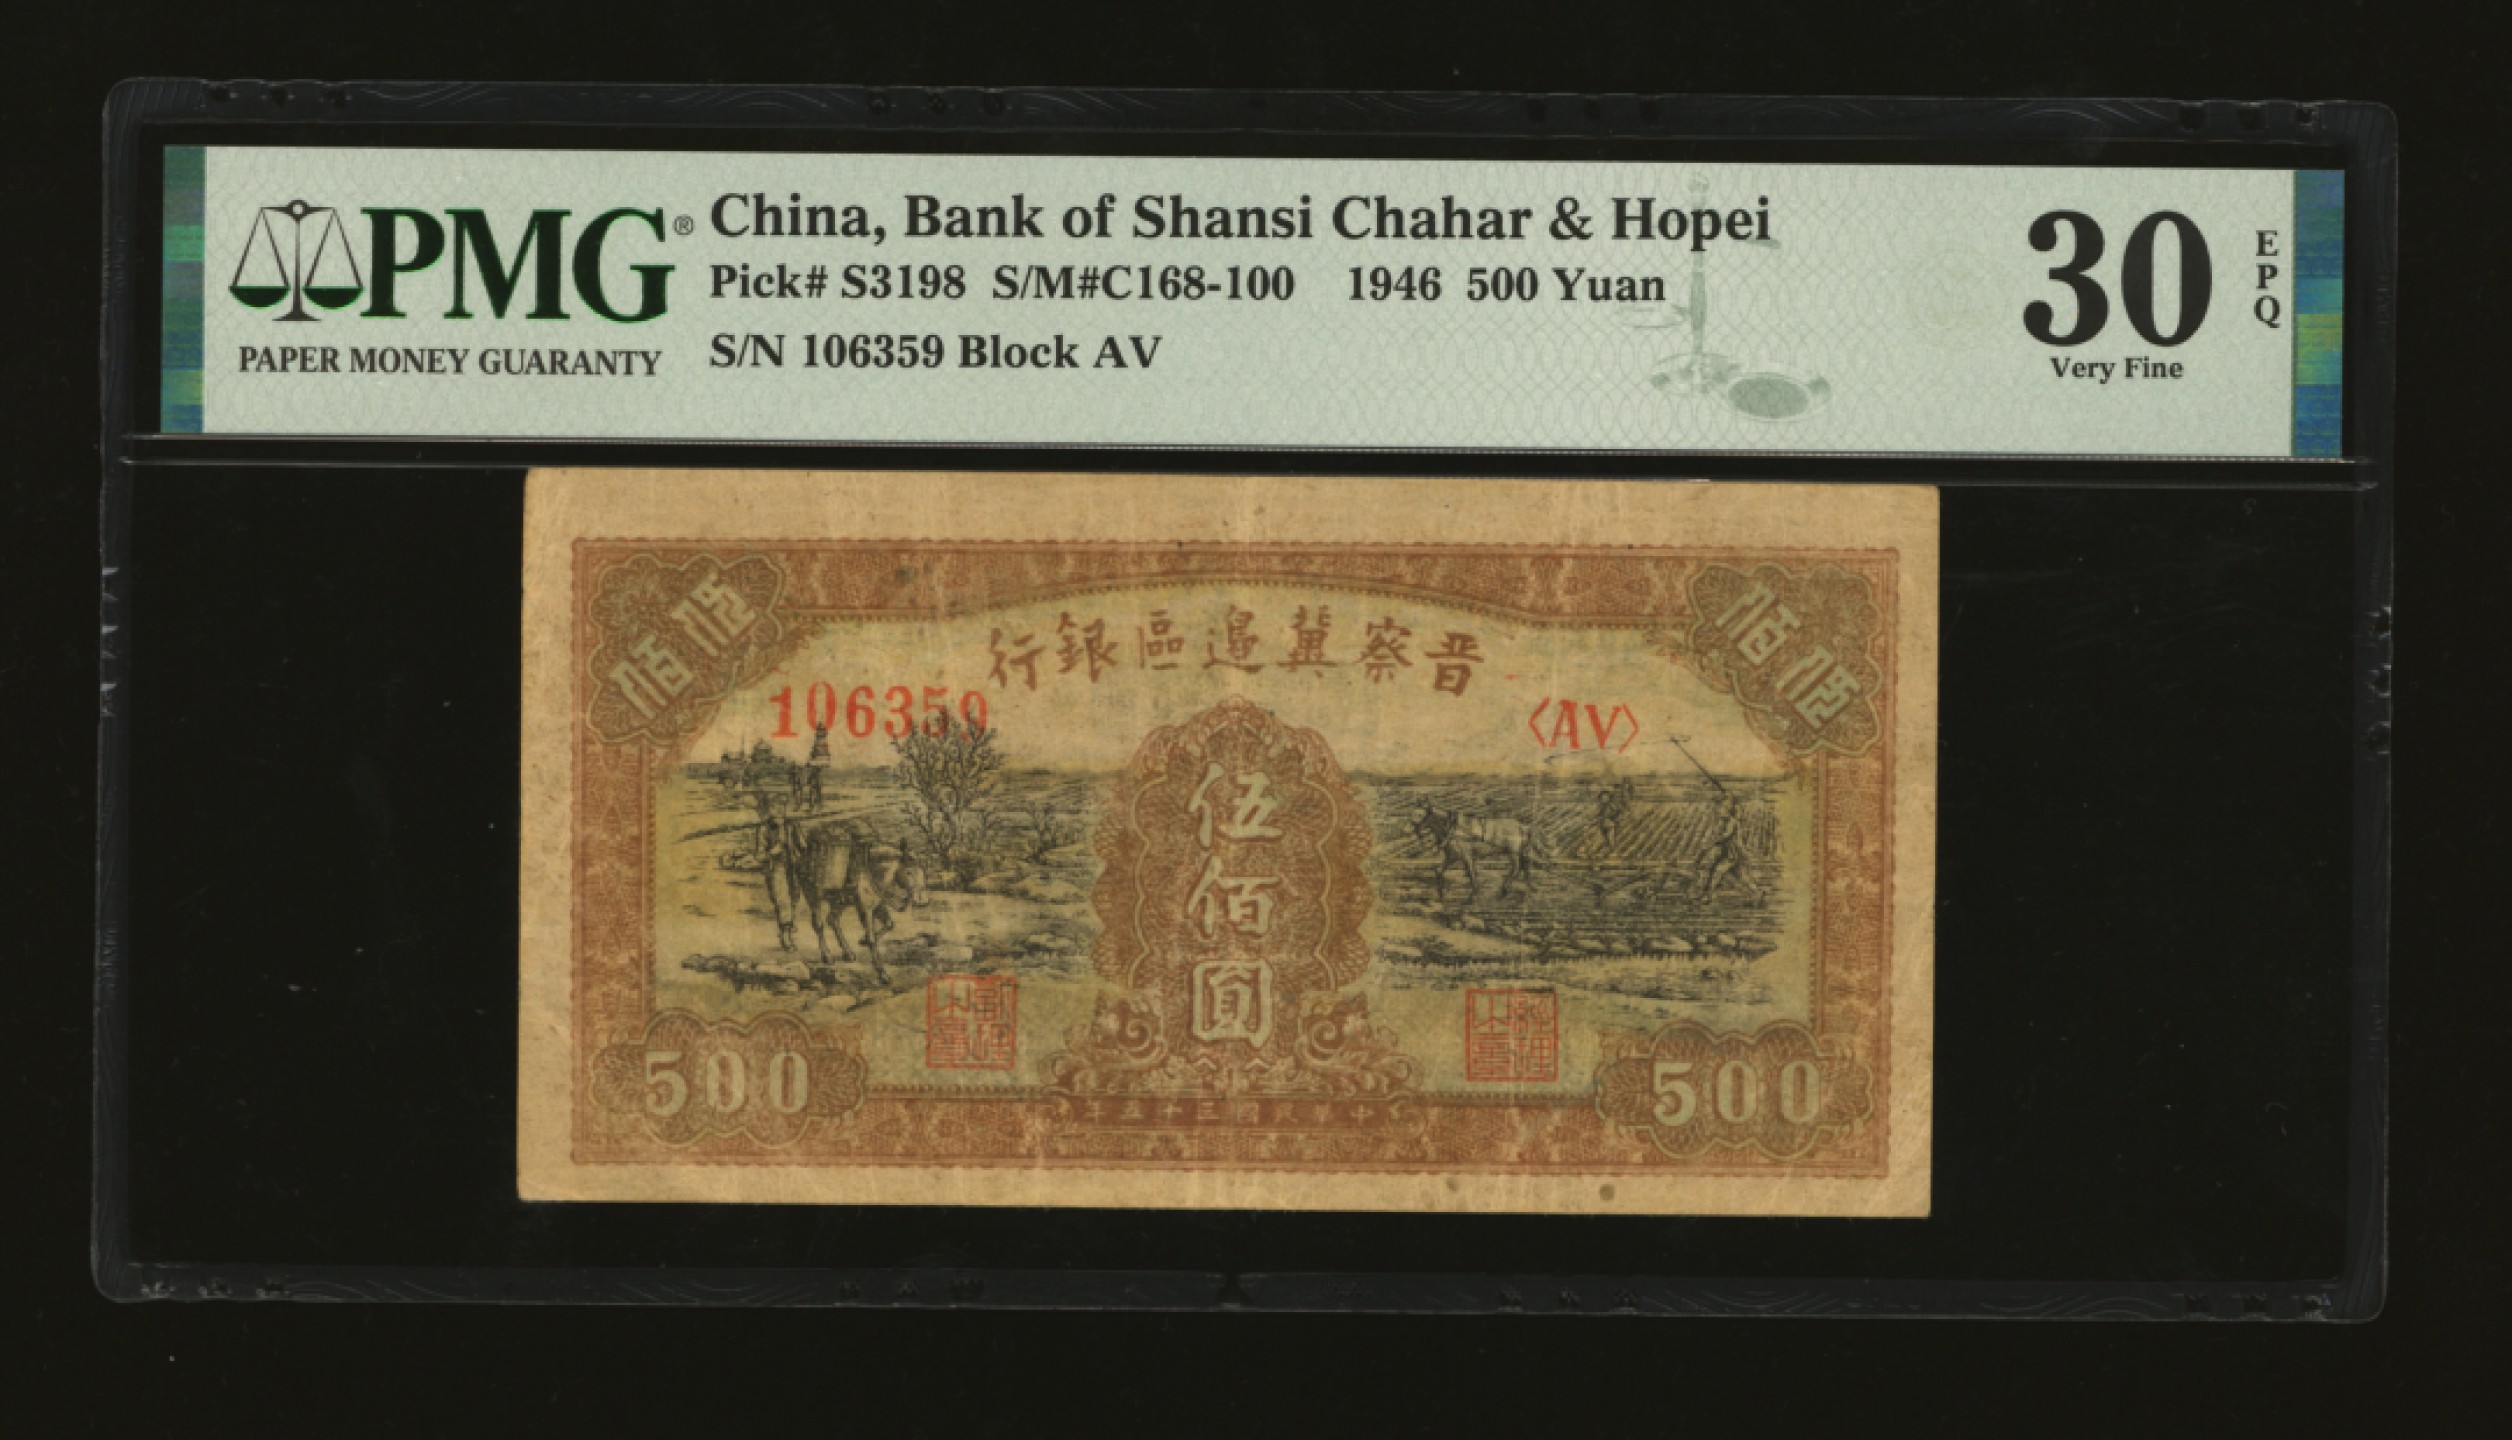 PMG®
PAPER MONEY GUARANTY
China, Bank of Shansi Chahar & Hopei
Pick# S3198 S/M#C168-100 1946 500 Yuan
S/N 106359 Block AV
30
Very Fine
EPQ
伍佰
行銀區邊冀察晉
伍佰
106359
〈AV〉
伍佰圓
500
500
年五十三國民華中